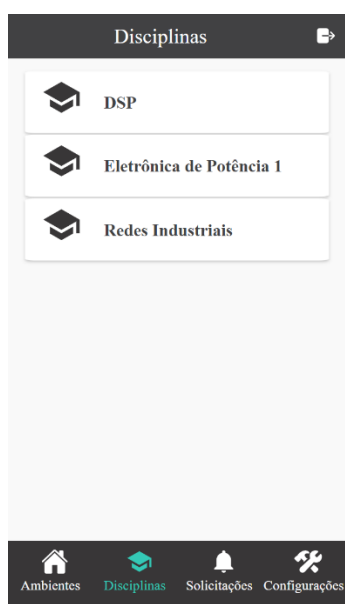 Disciplinas
DSP
Eletrônica de Potência 1
Redes Industriais
Ambientes Disciplinas Solicitações Configurações